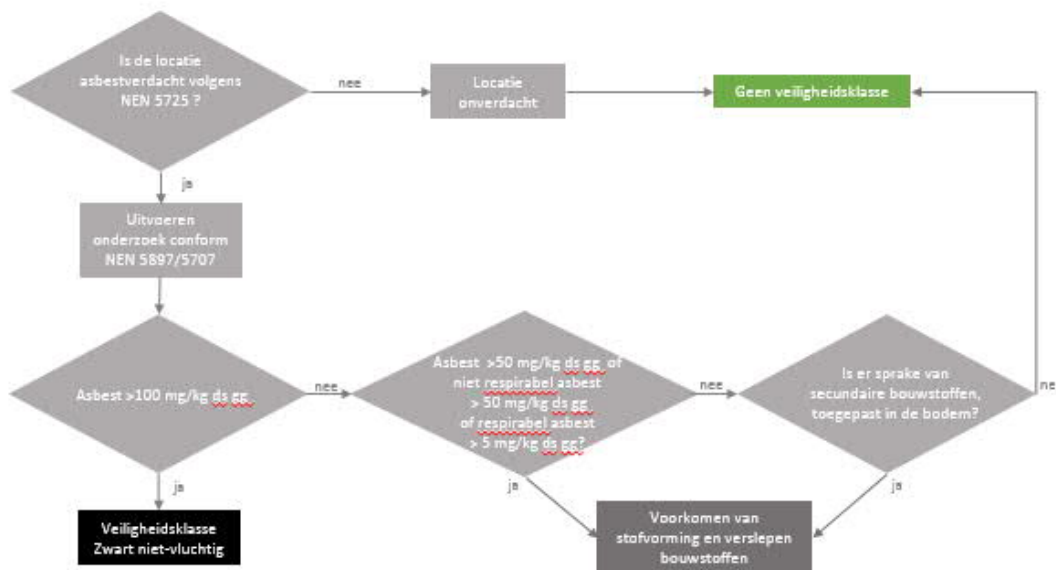 Is de locatie
asbestverdacht volgens
NEN 5725 ?
nee
Locatie
onverdacht
Geen veiligheidsklasse
ja
Uitvoeren
onderzoek conform
NEN 5897/5707
Asbest >100 mg/kg ds gg
nee
Asbest >50 mg/kg ds gg of
niet respirabel asbest
> 50 mg/kg ds gg
of respirabel asbest
> 5 mg/kg ds gg?
nee
Is er sprake van
secundaire bouwstoffen,
toegepast in de bodem?
ne
ja
Veiligheidsklasse
Zwart niet-vluchtig
ja
ja
Voorkomen van
stofvorming en verslepen
bouwstoffen